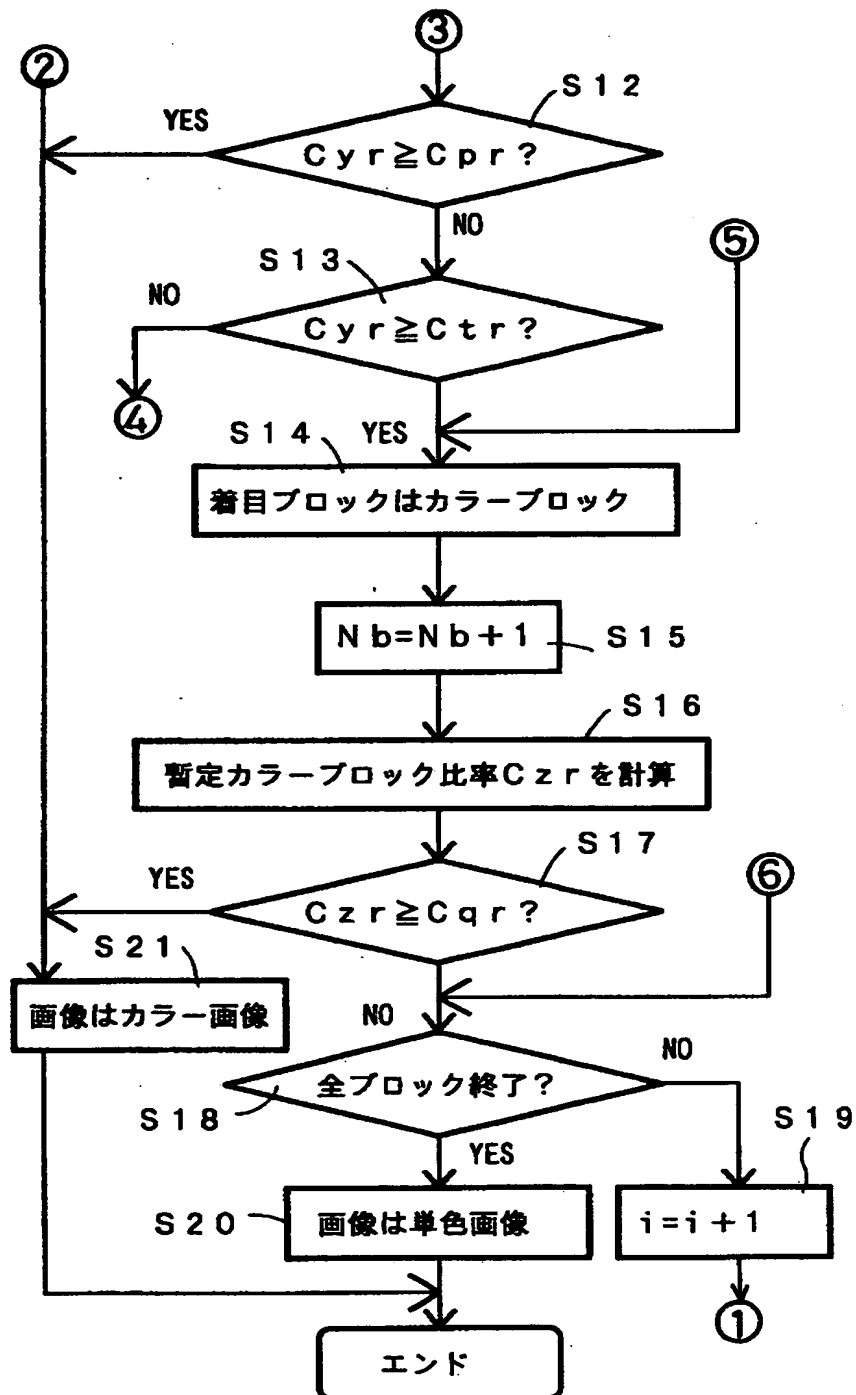 ③
②
S12
YES
Cyr≧Cpr?
NO
⑤
S13
NO
Cyr≧Ctr?
④
S14
YES
着目ブロックはカラーブロック
Nb=Nb+1
S15
S16
暫定カラーブロック比率Czrを計算
S17
YES
⑥
Czr≧Cqr?
S21
画像はカラー画像
NO
NO
全ブロック終了?
S18
S19
YES
S20
画像は単色画像
i=i+1
①
エンド